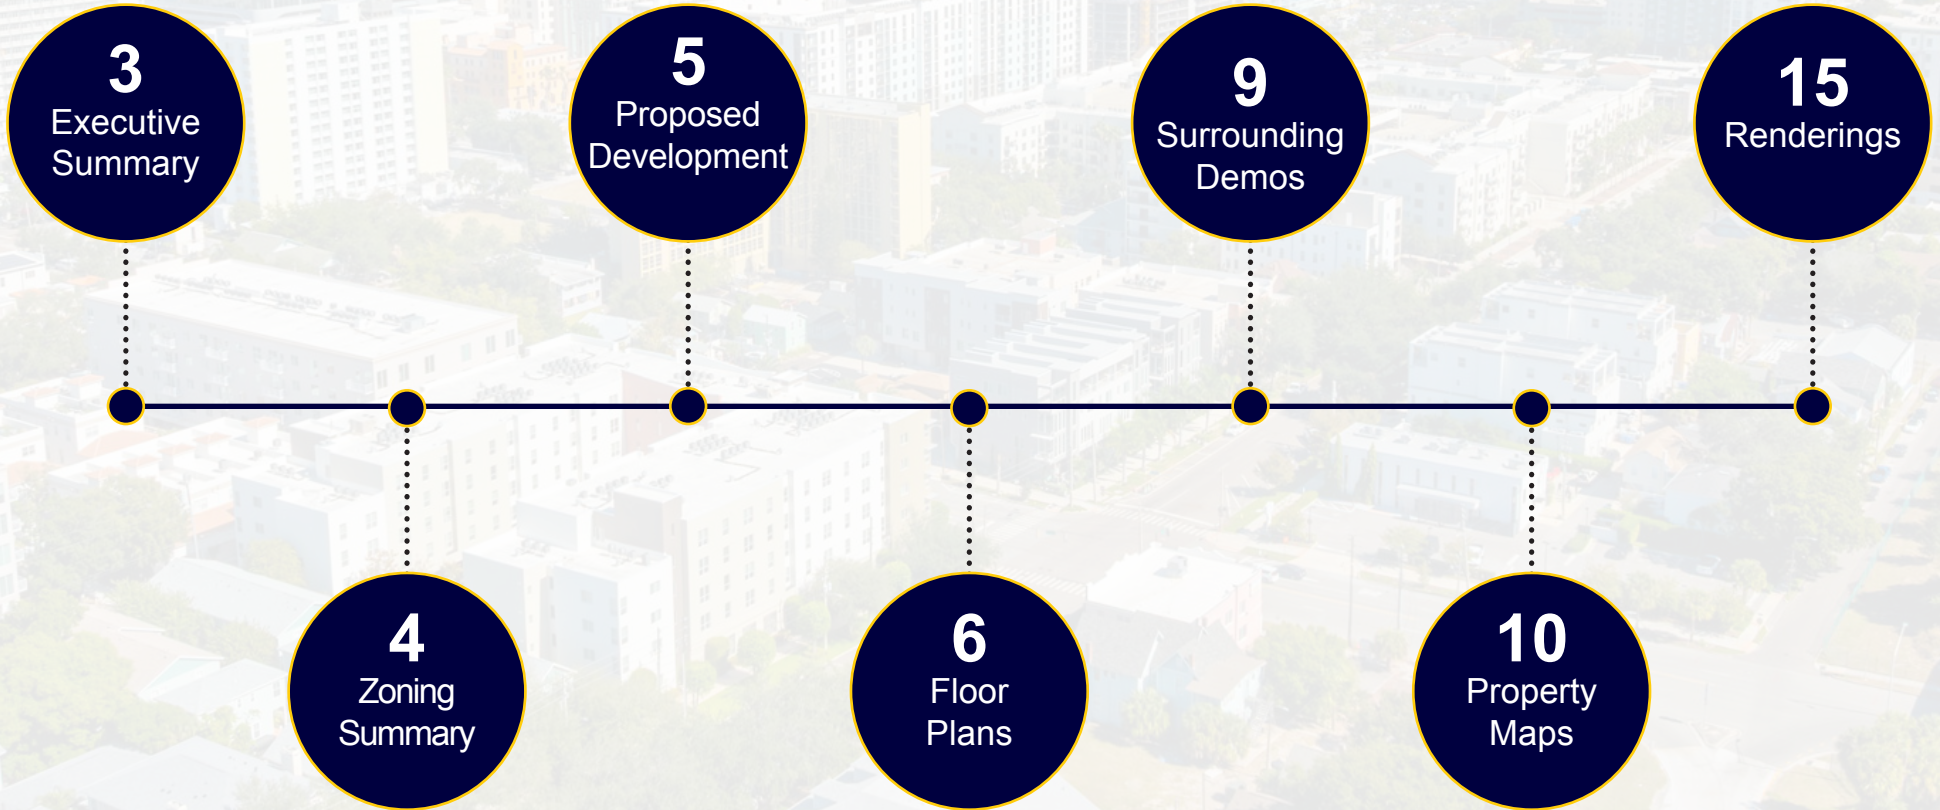 3
Executive
Summary
4
Zoning
Summary
5
Proposed
Development
6
Floor
Plans
9
Surrounding
Demos
10
Property
Maps
15
Renderings